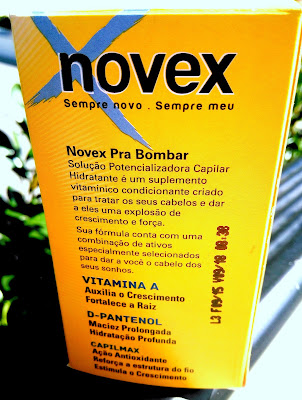 novex
Sempre novo . Sempre meu
Novex Pra Bombar
Solução Potencializadora Capilar
Hidratante é um suplemento
vitamínico condicionante criado
para tratar os seus cabelos e dar
a eles uma explosão de
crescimento e força.
Sua fórmula conta com uma
combinação de ativos
especialmente selecionados
para dar a você o cabelo dos
seus sonhos.
VITAMINA A
Auxilia o Crescimento
Fortalece a Raiz
D-PANTENOL
Maciez Prolongada
Hidratação Profunda
CAPILMAX
Ação Antioxidante
Reforça a estrutura do fio
Estimula o Crescimento